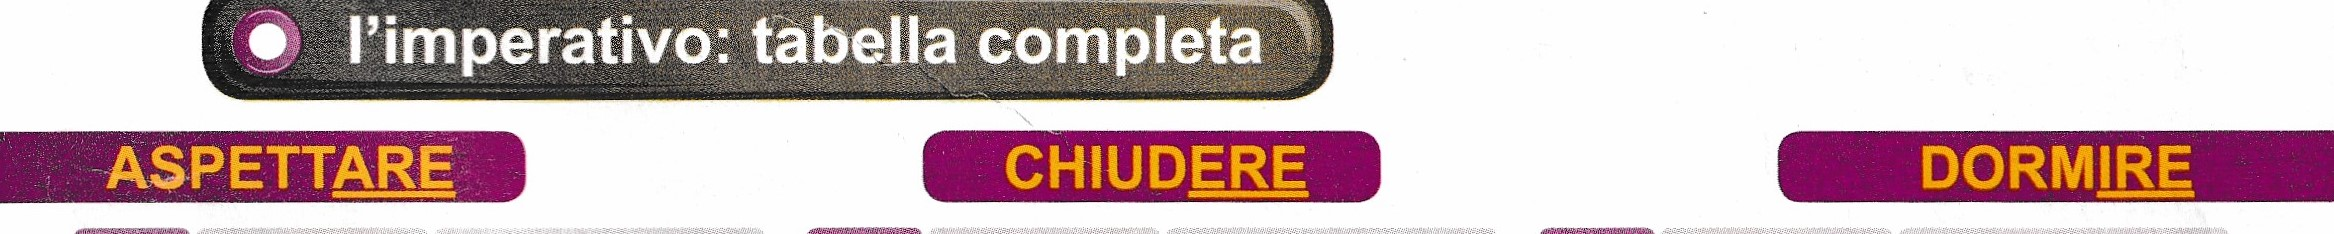 l'imperativo: tabella completa
ASPETTARE CHIUDERE DORMIRE